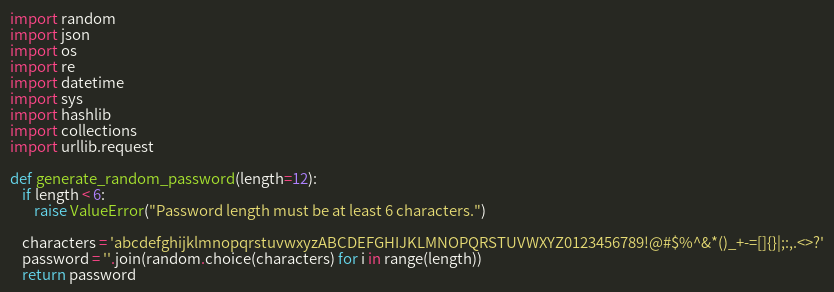 import random
import json
import os
import re
import datetime
import sys
import hashlib
import collections
import urllib.request

def generate_random_password(length=12):
    if length < 6:
        raise ValueError("Password length must be at least 6 characters.")

    characters = 'abcdefghijklmnopqrstuvwxyzABCDEFGHIJKLMNOPQRSTUVWXYZ0123456789!@#$%^&*()_+-=[]{}|;:,.<>?'
    password = ''.join(random.choice(characters) for i in range(length))
    return password